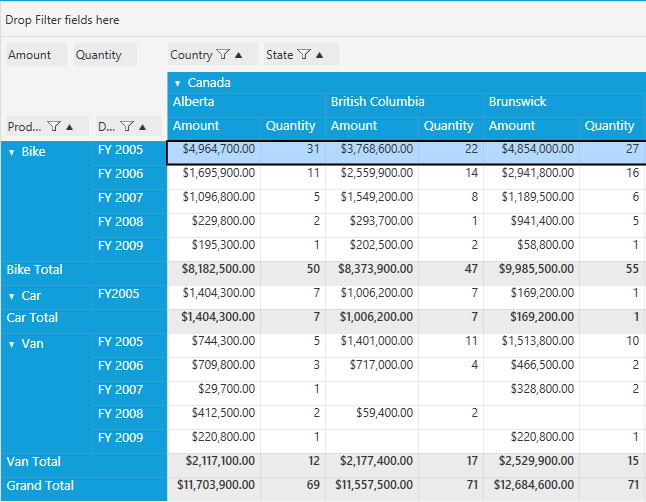 Drop Filter fields here
Amount Quantity Country State
Canada
Alberta British Columbia Brunswick
Prod... D... Amount Quantity Amount Quantity Amount Quantity
Bike FY 2005 $4,964,700.00 31 $3,768,600.00 22 $4,854,000.00 27
FY 2006 $1,695,900.00 11 $2,559,900.00 14 $2,941,800.00 16
FY 2007 $1,096,800.00 5 $1,549,200.00 8 $1,189,500.00 6
FY 2008 $229,800.00 2 $293,700.00 1 $941,400.00 5
FY 2009 $195,300.00 1 $202,500.00 2 $58,800.00 1
Bike Total $8,182,500.00 50 $8,373,900.00 47 $9,985,500.00 55
Car FY2005 $1,404,300.00 7 $1,006,200.00 7 $169,200.00 1
Car Total $1,404,300.00 7 $1,006,200.00 7 $169,200.00 1
Van FY 2005 $744,300.00 5 $1,401,000.00 11 $1,513,800.00 10
FY 2006 $709,800.00 3 $717,000.00 4 $466,500.00 2
FY 2007 $29,700.00 1 $328,800.00 2
FY 2008 $412,500.00 2 $59,400.00 2
FY 2009 $220,800.00 1 $220,800.00 1
Van Total $2,117,100.00 12 $2,177,400.00 17 $2,529,900.00 15
Grand Total $11,703,900.00 69 $11,557,500.00 71 $12,684,600.00 71